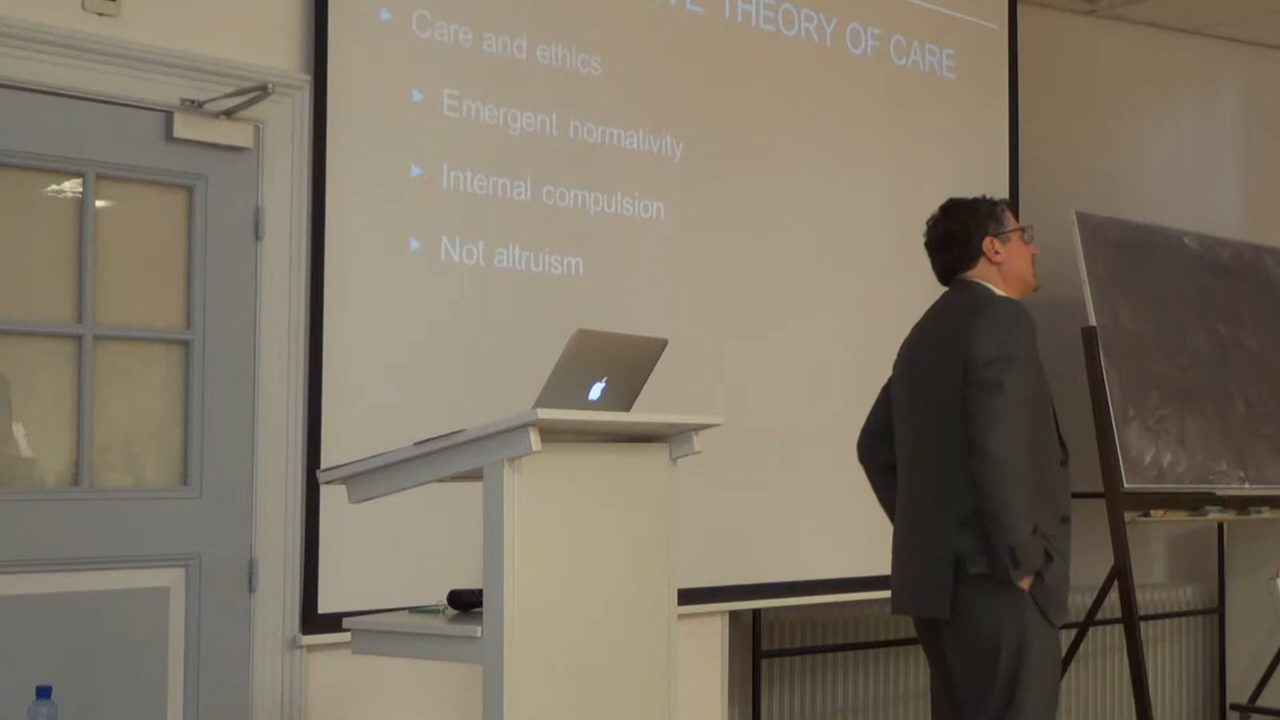 THEORY OF CARE
Care and ethics
Emergent normativity
Internal compulsion
Not altruism